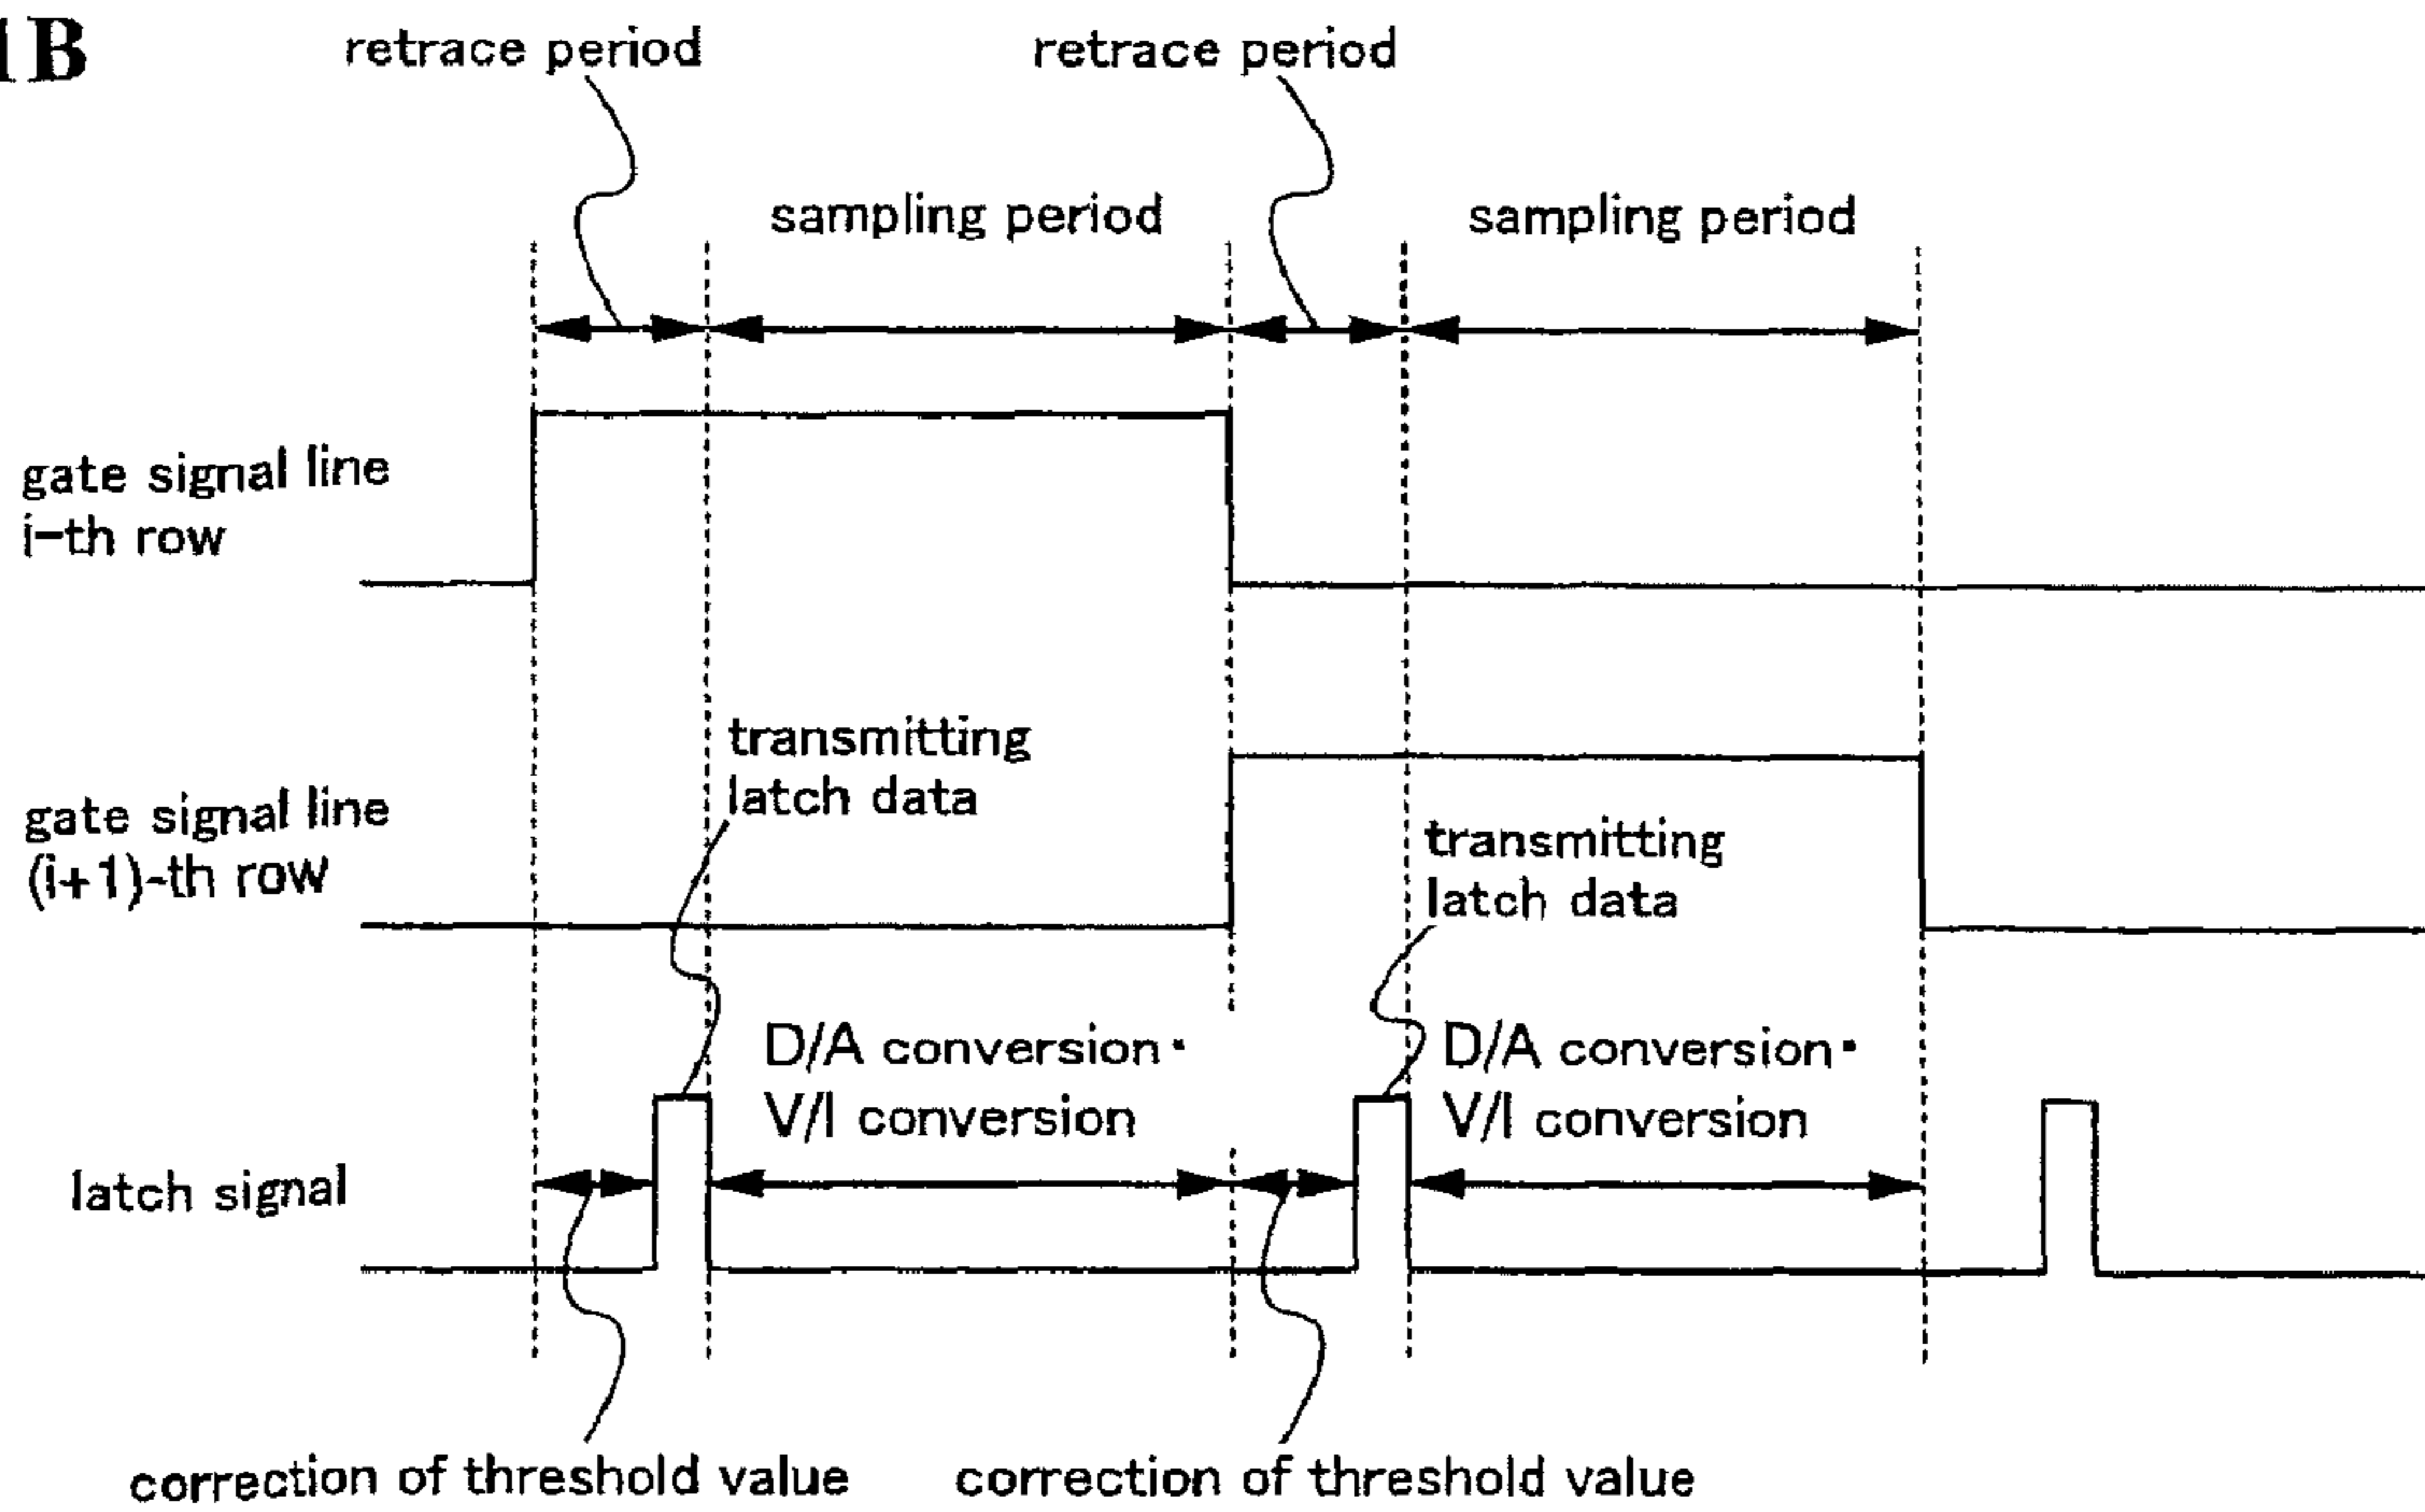 1B
retrace period
retrace period
sampling period
sampling period
gate signal line
i-th row
transmitting
latch data
gate signal line
(i+1)-th row
transmitting
latch data
D/A conversion・
V/I conversion
D/A conversion・
V/I conversion
latch signal
correction of threshold value
correction of threshold value